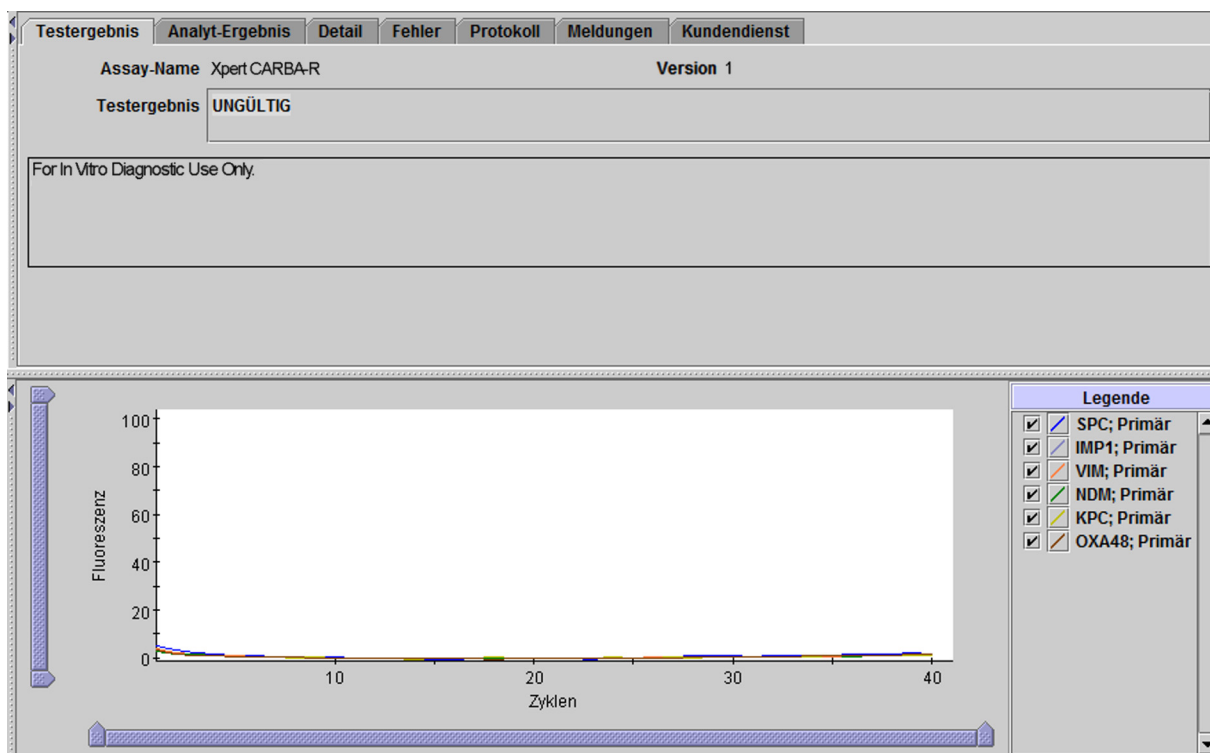 Testergebnis Analyt-Ergebnis Detail Fehler Protokoll Meldungen Kundendienst
Assay-Name Xpert CARBA-R Version 1
Testergebnis UNGÜLTIG
For In Vitro Diagnostic Use Only.
Legende
SPC; Primär
IMP1; Primär
VIM; Primär
NDM; Primär
KPC; Primär
OXA48; Primär
Fluoreszenz
100
80
60
40
20
0
10 20 30 40
Zyklen